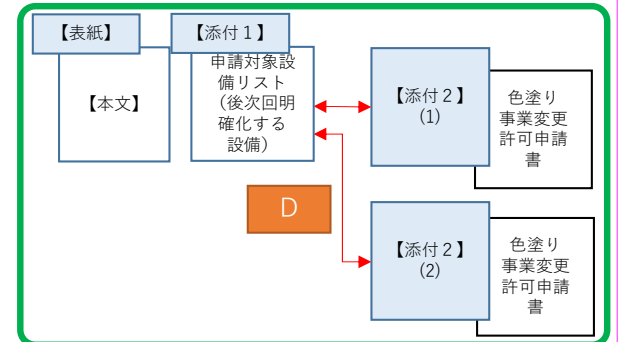 【表紙】
【本文】
【添付１】
申請対象設
備リスト
（後次回明
確化する
設備）
【添付２】
(1)
色塗り
事業変更
許可申請
書
D
【添付２】
(2)
色塗り
事業変更
許可申請
書